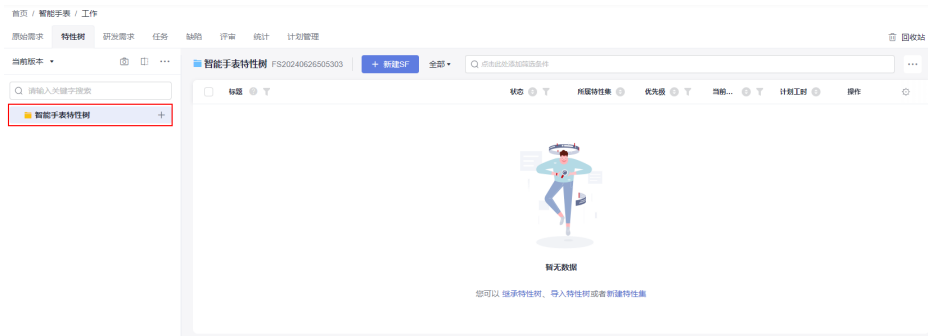 首页 / 智能手表 / 工作
原始需求 特性树 研发需求 任务 缺陷 评审 统计 计划管理 回收站
当前版本 智能手表特性树 FS20240626505303 + 新建SF 全部 点击此处添加筛选条件
请输入关键字搜索 标题 状态 所属特性集 优先级 当前... 计划工时 操作
智能手表特性树
暂无数据
您可以 继承特性树、导入特性树或者新建特性集